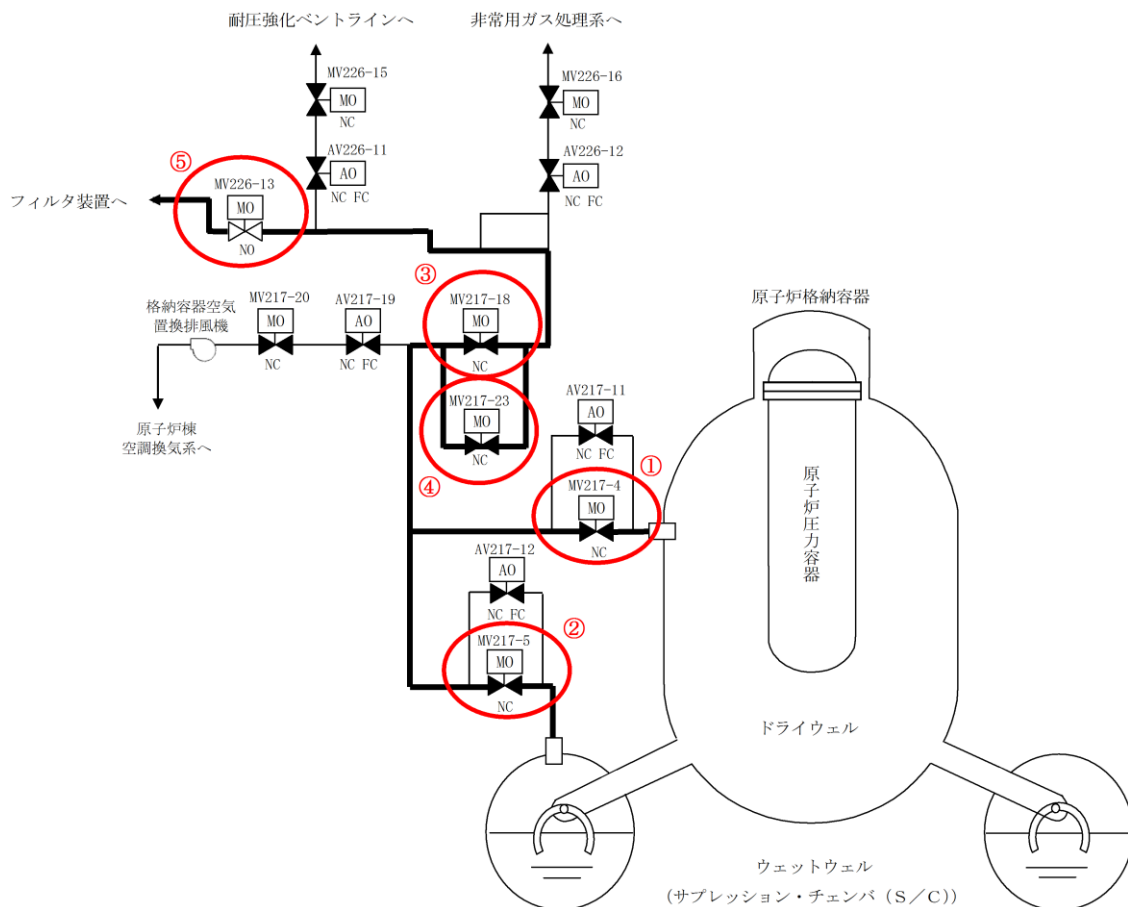 耐圧強化ベントラインへ
非常用ガス処理系へ
MV226-15
MO
NC
MV226-16
MO
NC
AV226-11
AO
NC FC
AV226-12
AO
NC FC
⑤
MV226-13
MO
NO
フィルタ装置へ
③
MV217-18
MO
NC
MV217-20
MO
NC
AV217-19
AO
NC FC
格納容器空気
置換排風機
原子炉棟
空調換気系へ
MV217-23
MO
NC
④
AV217-11
AO
NC FC
①
MV217-4
MO
NC
AV217-12
AO
NC FC
②
MV217-5
MO
NC
原子炉格納容器
原子炉圧力容器
ドライウェル
ウェットウェル
(サプレッション・チェンバ(S/C))